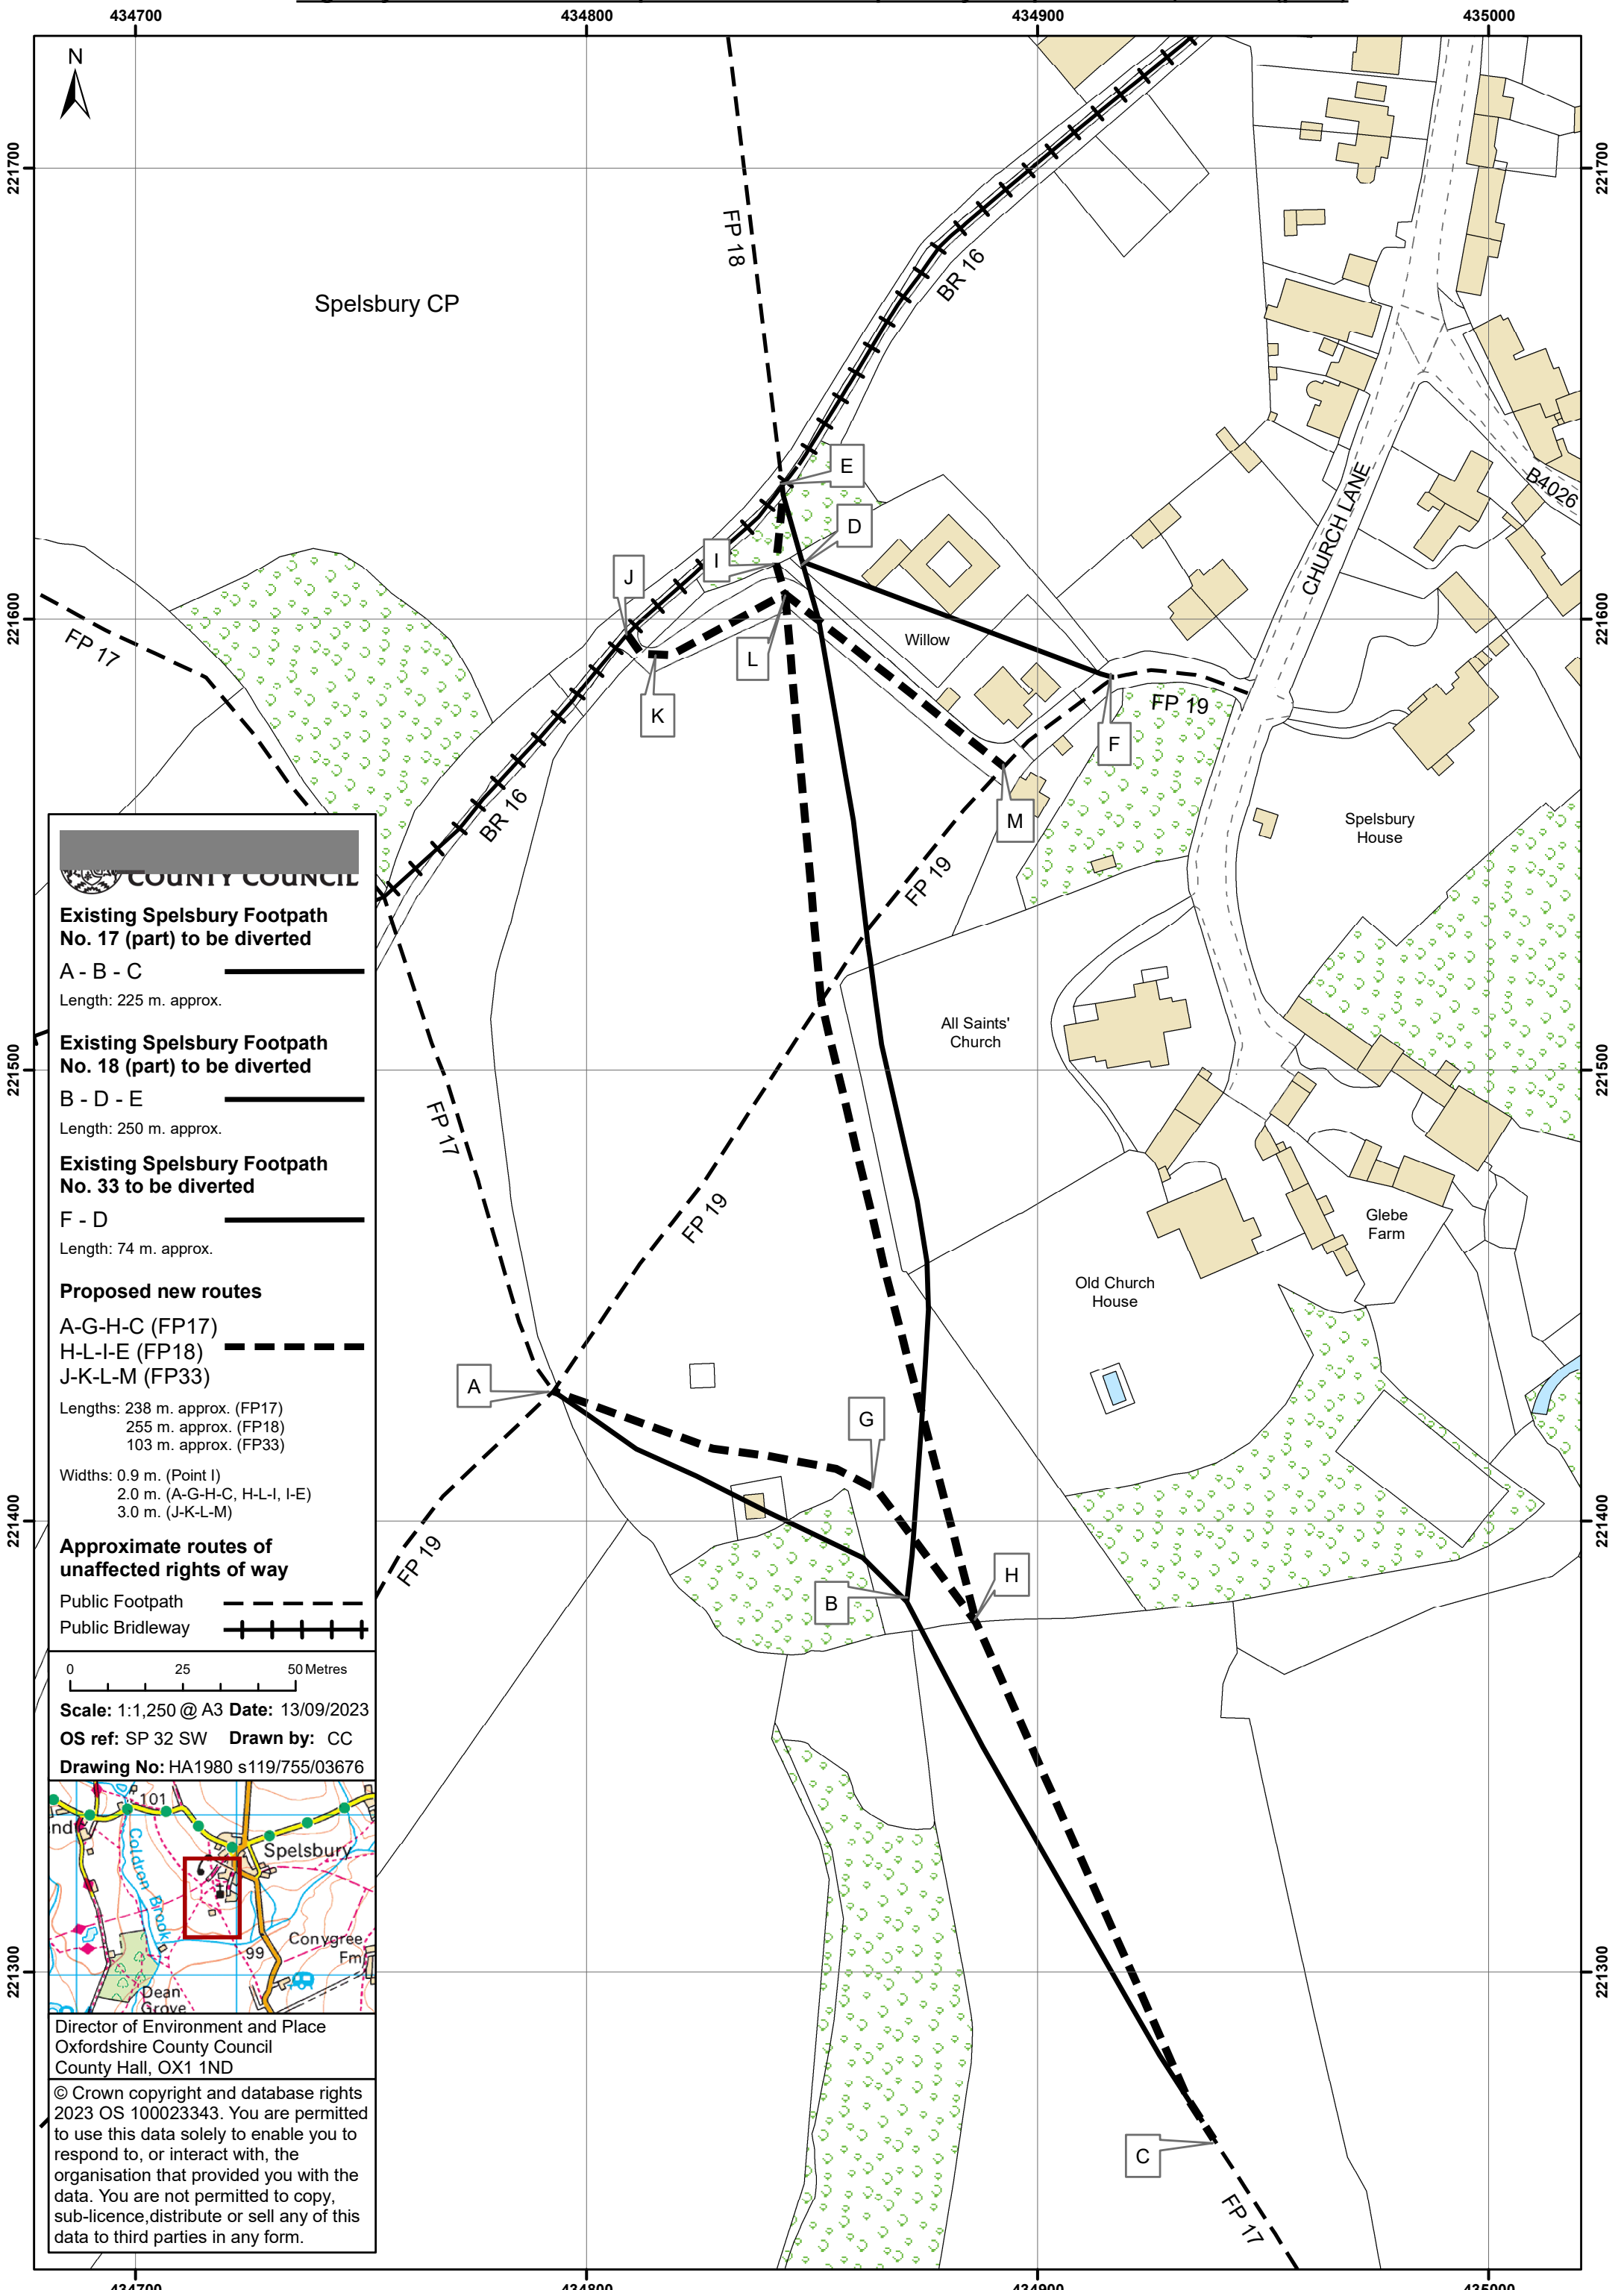 434700 434800 434900 435000
N
221700 221700
FP 18
BR 16
Spelsbury CP
E
B4026
CHURCH LANE
D
I
J
221600 221600
FP 17
Willow
L
FP 19
K
F
M
BR 16
Spelsbury
House
FP 19
COUNTY COUNCIL
Existing Spelsbury Footpath
No. 17 (part) to be diverted
A - B - C
Length: 225 m. approx.
Existing Spelsbury Footpath
No. 18 (part) to be diverted
B - D - E
Length: 250 m. approx.
Existing Spelsbury Footpath
No. 33 to be diverted
F - D
Length: 74 m. approx.
Proposed new routes
A-G-H-C (FP17)
H-L-I-E (FP18)
J-K-L-M (FP33)
Lengths: 238 m. approx. (FP17)
255 m. approx. (FP18)
103 m. approx. (FP33)
Widths: 0.9 m. (Point I)
2.0 m. (A-G-H-C, H-L-I, I-E)
3.0 m. (J-K-L-M)
Approximate routes of
unaffected rights of way
Public Footpath
Public Bridleway
All Saints'
Church
221500 221500
FP 17
FP 19
Glebe
Farm
Old Church
House
A
G
221400 221400
FP 19
H
B
0 25 50 Metres
Scale: 1:1,250 @ A3 Date: 13/09/2023
OS ref: SP 32 SW Drawn by: CC
Drawing No: HA1980 s119/755/03676
101
nd
Coldron Brook
Spelsbury
99
Conygree
Fm
Dean
Grove
221300 221300
Director of Environment and Place
Oxfordshire County Council
County Hall, OX1 1ND
© Crown copyright and database rights
2023 OS 100023343. You are permitted
to use this data solely to enable you to
respond to, or interact with, the
organisation that provided you with the
data. You are not permitted to copy,
sub-licence,distribute or sell any of this
data to third parties in any form.
C
FP 17
434700 434800 434900 435000